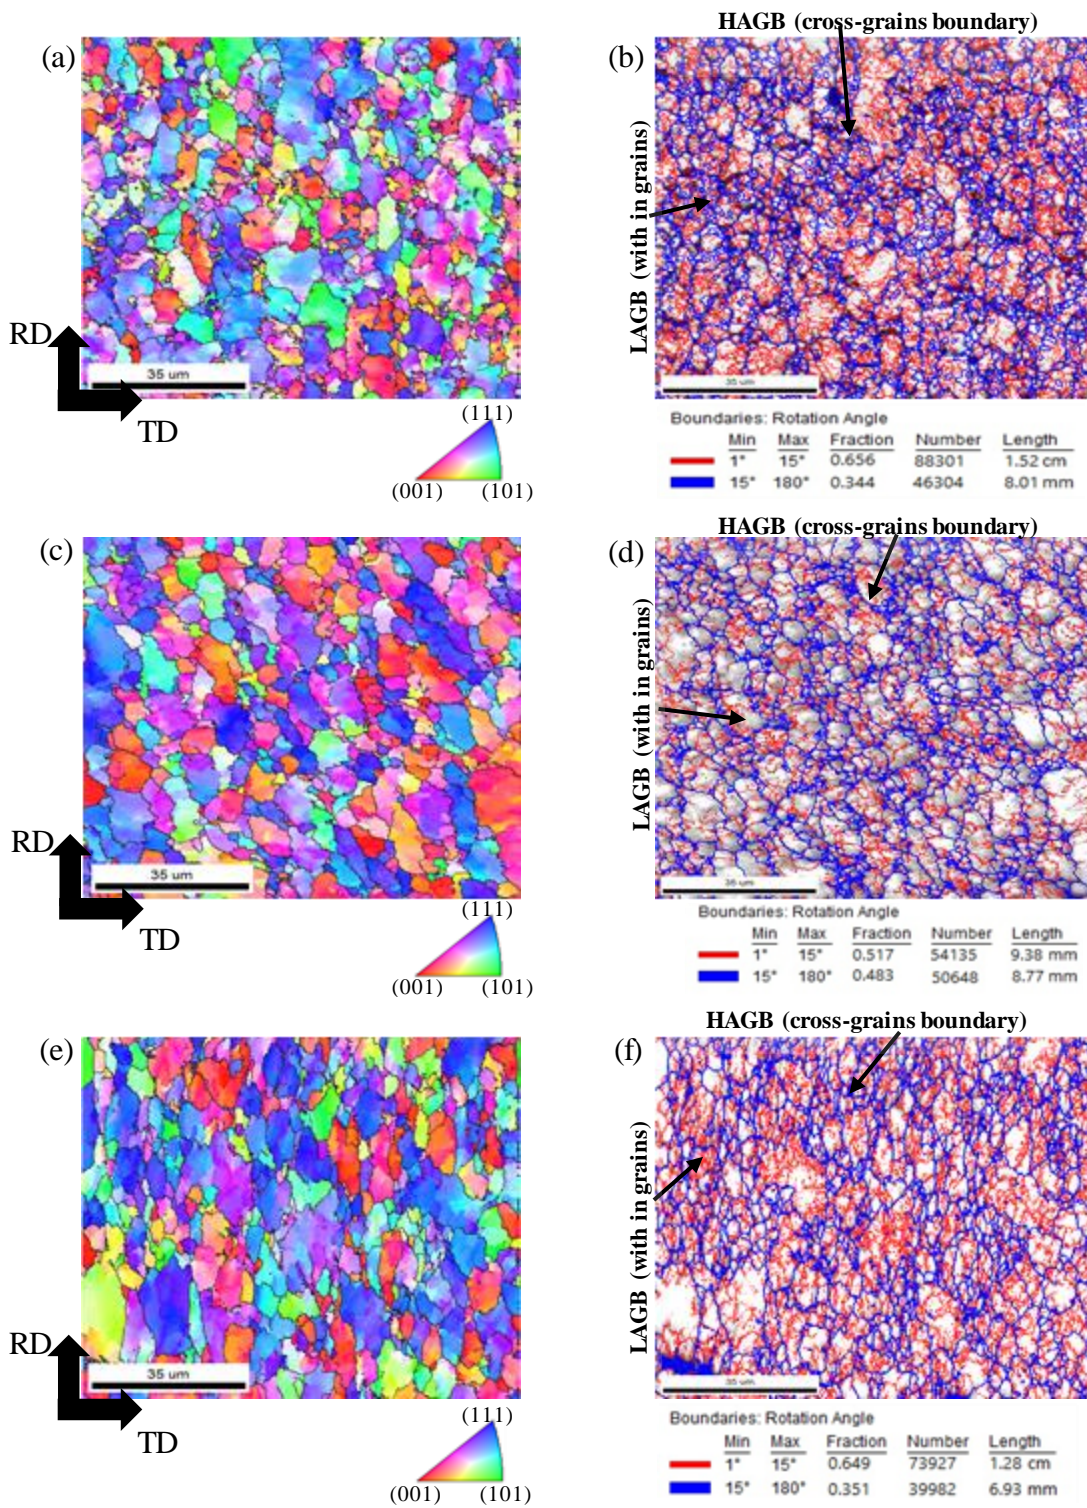 HAGB (cross-grains boundary)
(a)
(b)
LAGB (with in grains)
RD
35 um
35 um
TD
(111)
(001)
(101)
Boundaries: Rotation Angle
Min Max Fraction Number Length
1° 15° 0.656 88301 1.52 cm
15° 180° 0.344 46304 8.01 mm
HAGB (cross-grains boundary)
(c)
(d)
LAGB (with in grains)
RD
35 um
35 um
TD
(111)
(001)
(101)
Boundaries: Rotation Angle
Min Max Fraction Number Length
1° 15° 0.517 54135 9.38 mm
15° 180° 0.483 50648 8.77 mm
HAGB (cross-grains boundary)
(e)
(f)
LAGB (with in grains)
RD
35 um
35 um
TD
(111)
(001)
(101)
Boundaries: Rotation Angle
Min Max Fraction Number Length
1° 15° 0.649 73927 1.28 cm
15° 180° 0.351 39982 6.93 mm